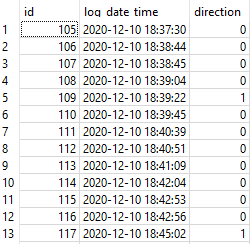 id log_date_time direction
1 105 2020-12-10 18:37:30 0
2 106 2020-12-10 18:38:44 0
3 107 2020-12-10 18:38:45 0
4 108 2020-12-10 18:39:04 0
5 109 2020-12-10 18:39:22 1
6 110 2020-12-10 18:39:45 0
7 111 2020-12-10 18:40:39 0
8 112 2020-12-10 18:40:51 0
9 113 2020-12-10 18:41:09 0
10 114 2020-12-10 18:42:04 0
11 115 2020-12-10 18:42:53 0
12 116 2020-12-10 18:42:56 0
13 117 2020-12-10 18:45:02 1